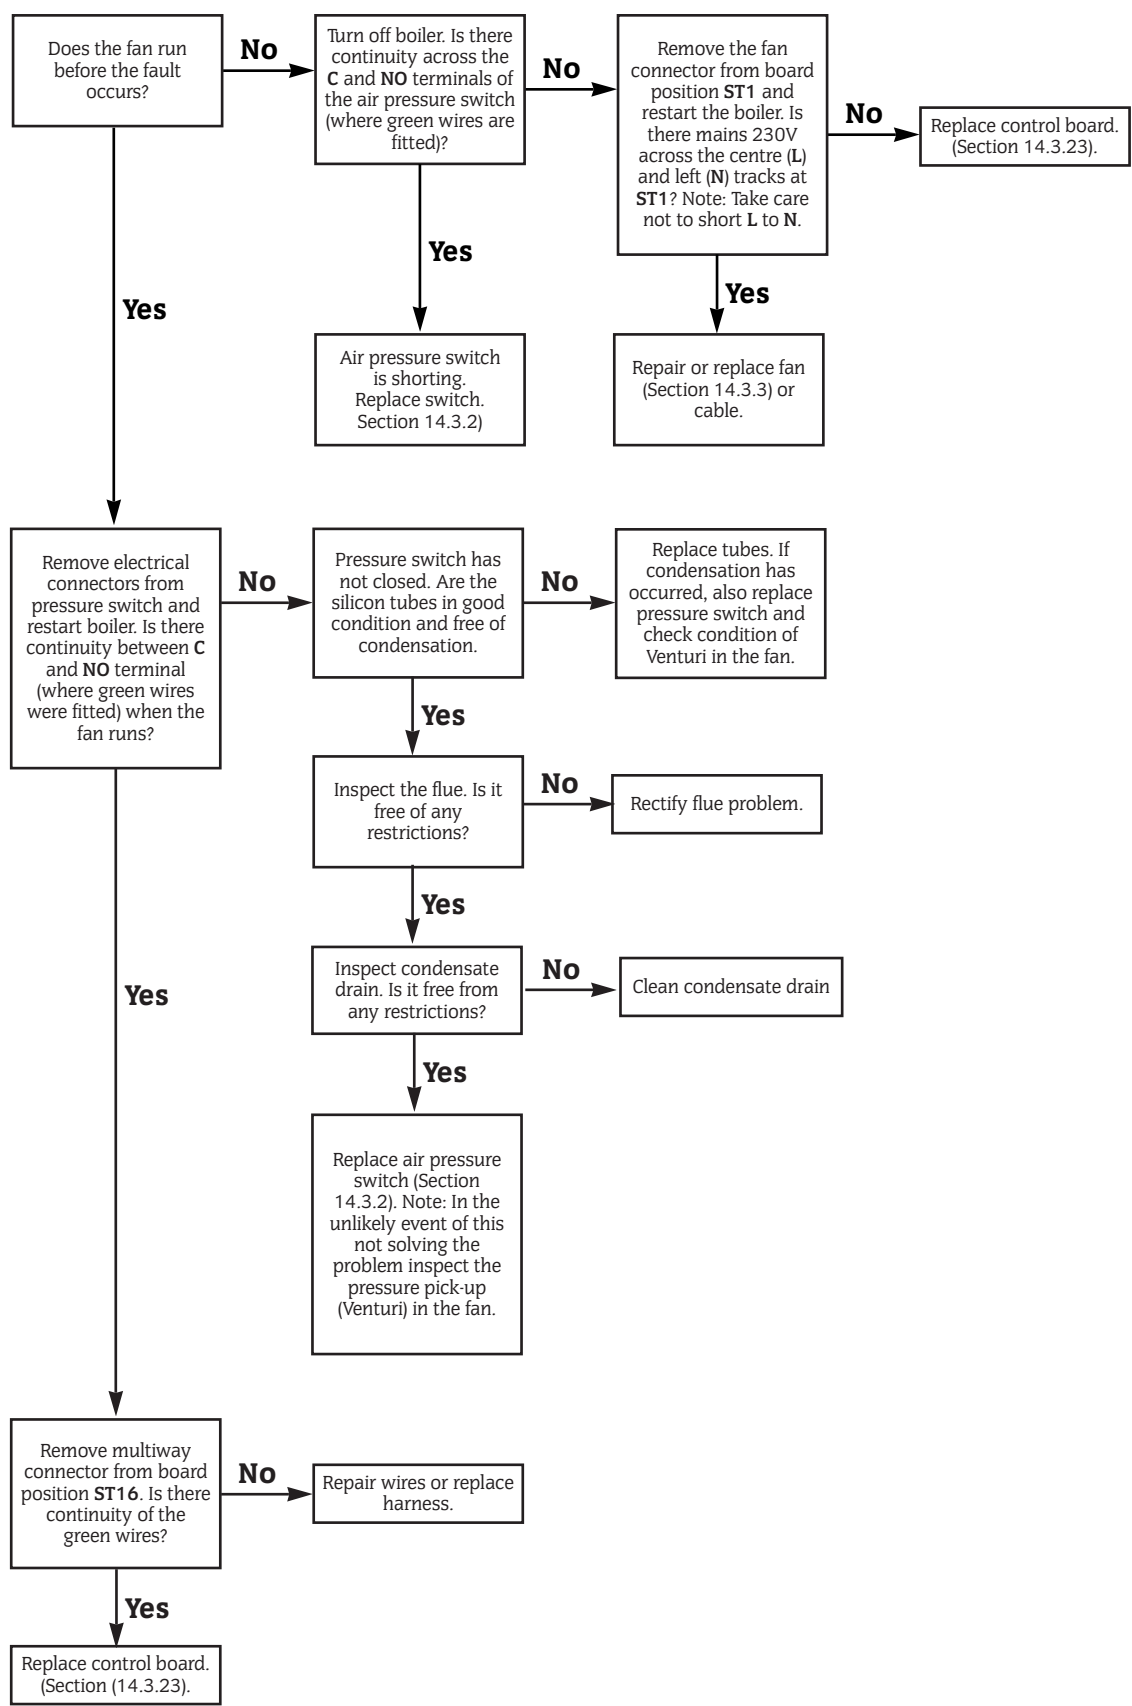 Does the fan run
before the fault
occurs?
No
Turn off boiler. Is there
continuity across the
C and NO terminals of
the air pressure switch
(where green wires are
fitted)?
No
Remove the fan
connector from board
position ST1 and
restart the boiler. Is
there mains 230V
across the centre (L)
and left (N) tracks at
ST1? Note: Take care
not to short L to N.
No
Replace control board.
(Section 14.3.23).
Yes
Yes
Yes
Air pressure switch
is shorting.
Replace switch.
Section 14.3.2)
Repair or replace fan
(Section 14.3.3) or
cable.
Remove electrical
connectors from
pressure switch and
restart boiler. Is there
continuity between C
and NO terminal
(where green wires
were fitted) when the
fan runs?
No
Pressure switch has
not closed. Are the
silicon tubes in good
condition and free of
condensation.
No
Replace tubes. If
condensation has
occurred, also replace
pressure switch and
check condition of
Venturi in the fan.
Yes
Inspect the flue. Is it
free of any
restrictions?
No
Rectify flue problem.
Yes
Inspect condensate
drain. Is it free from
any restrictions?
No
Clean condensate drain
Yes
Yes
Replace air pressure
switch (Section
14.3.2). Note: In the
unlikely event of this
not solving the
problem inspect the
pressure pick-up
(Venturi) in the fan.
Remove multiway
connector from board
position ST16. Is there
continuity of the
green wires?
No
Repair wires or replace
harness.
Yes
Replace control board.
(Section (14.3.23).